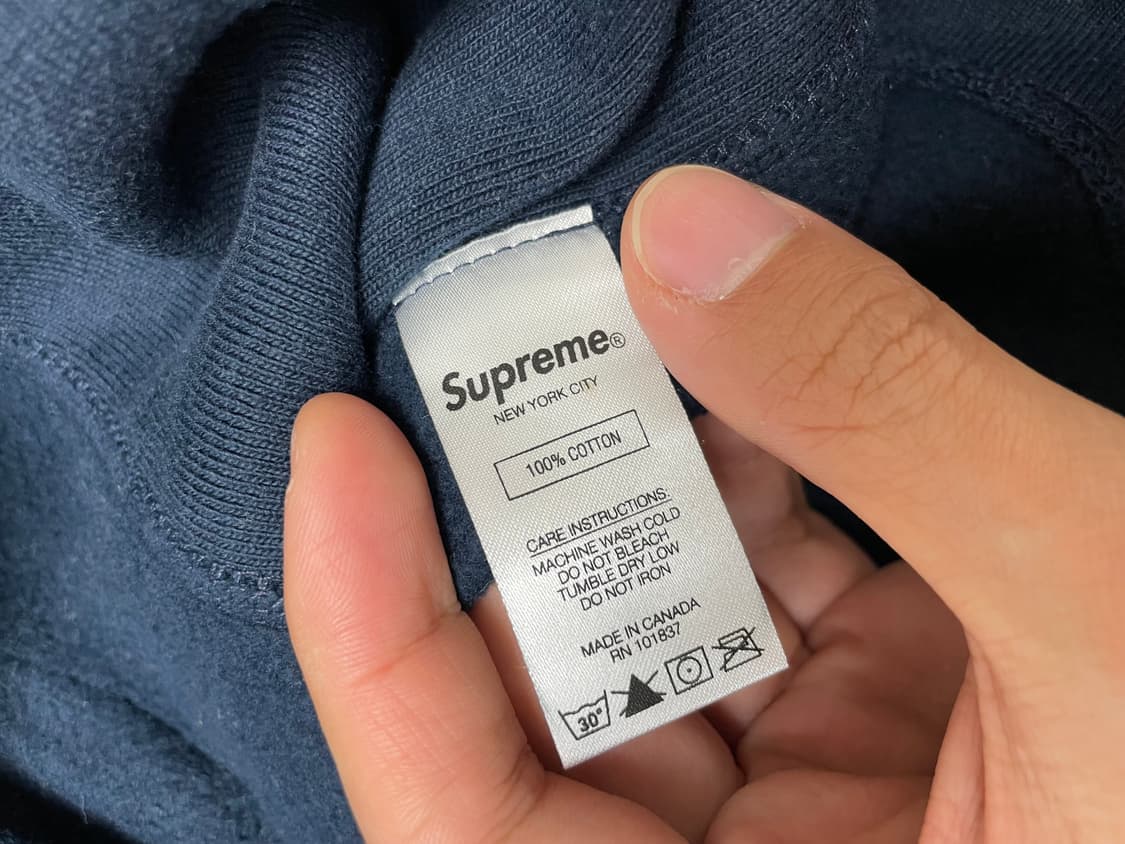 Supreme®
NEW YORK CITY
100% COTTON
CARE INSTRUCTIONS:
MACHINE WASH COLD
DO NOT BLEACH
TUMBLE DRY LOW
DO NOT IRON
MADE IN CANADA
RN 101837
30°